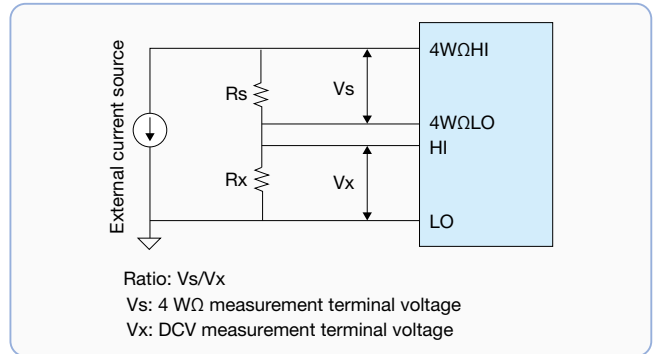 4WΩHI
Rs
Vs
4WΩLO
HI
External current source
Rx
Vx
LO
Ratio: Vs/Vx
Vs: 4 WΩ measurement terminal voltage
Vx: DCV measurement terminal voltage